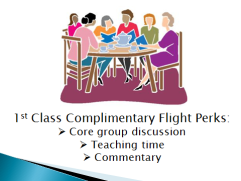 1st Class Complimentary Flight Perks:
➢ Core group discussion
➢ Teaching time
➢ Commentary